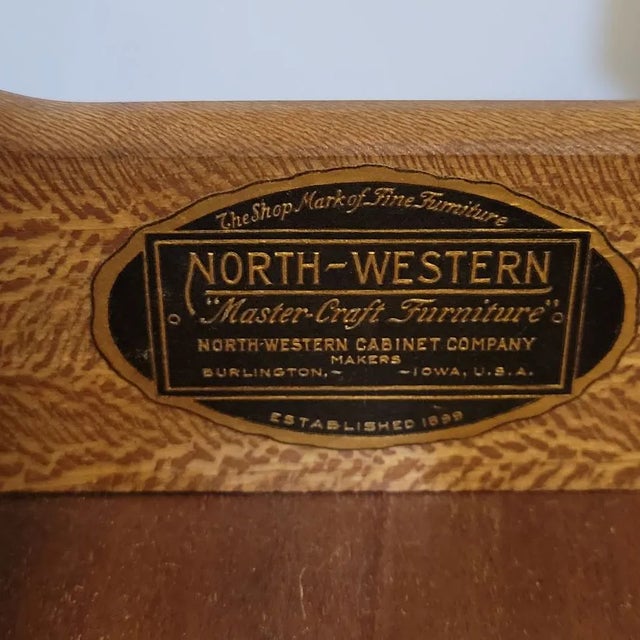 The Shop Mark of Fine Furniture
NORTH-WESTERN
"Master-Craft Furniture"
NORTH-WESTERN CABINET COMPANY
MAKERS
BURLINGTON,~ ~IOWA, U.S.A.
ESTABLISHED 1899